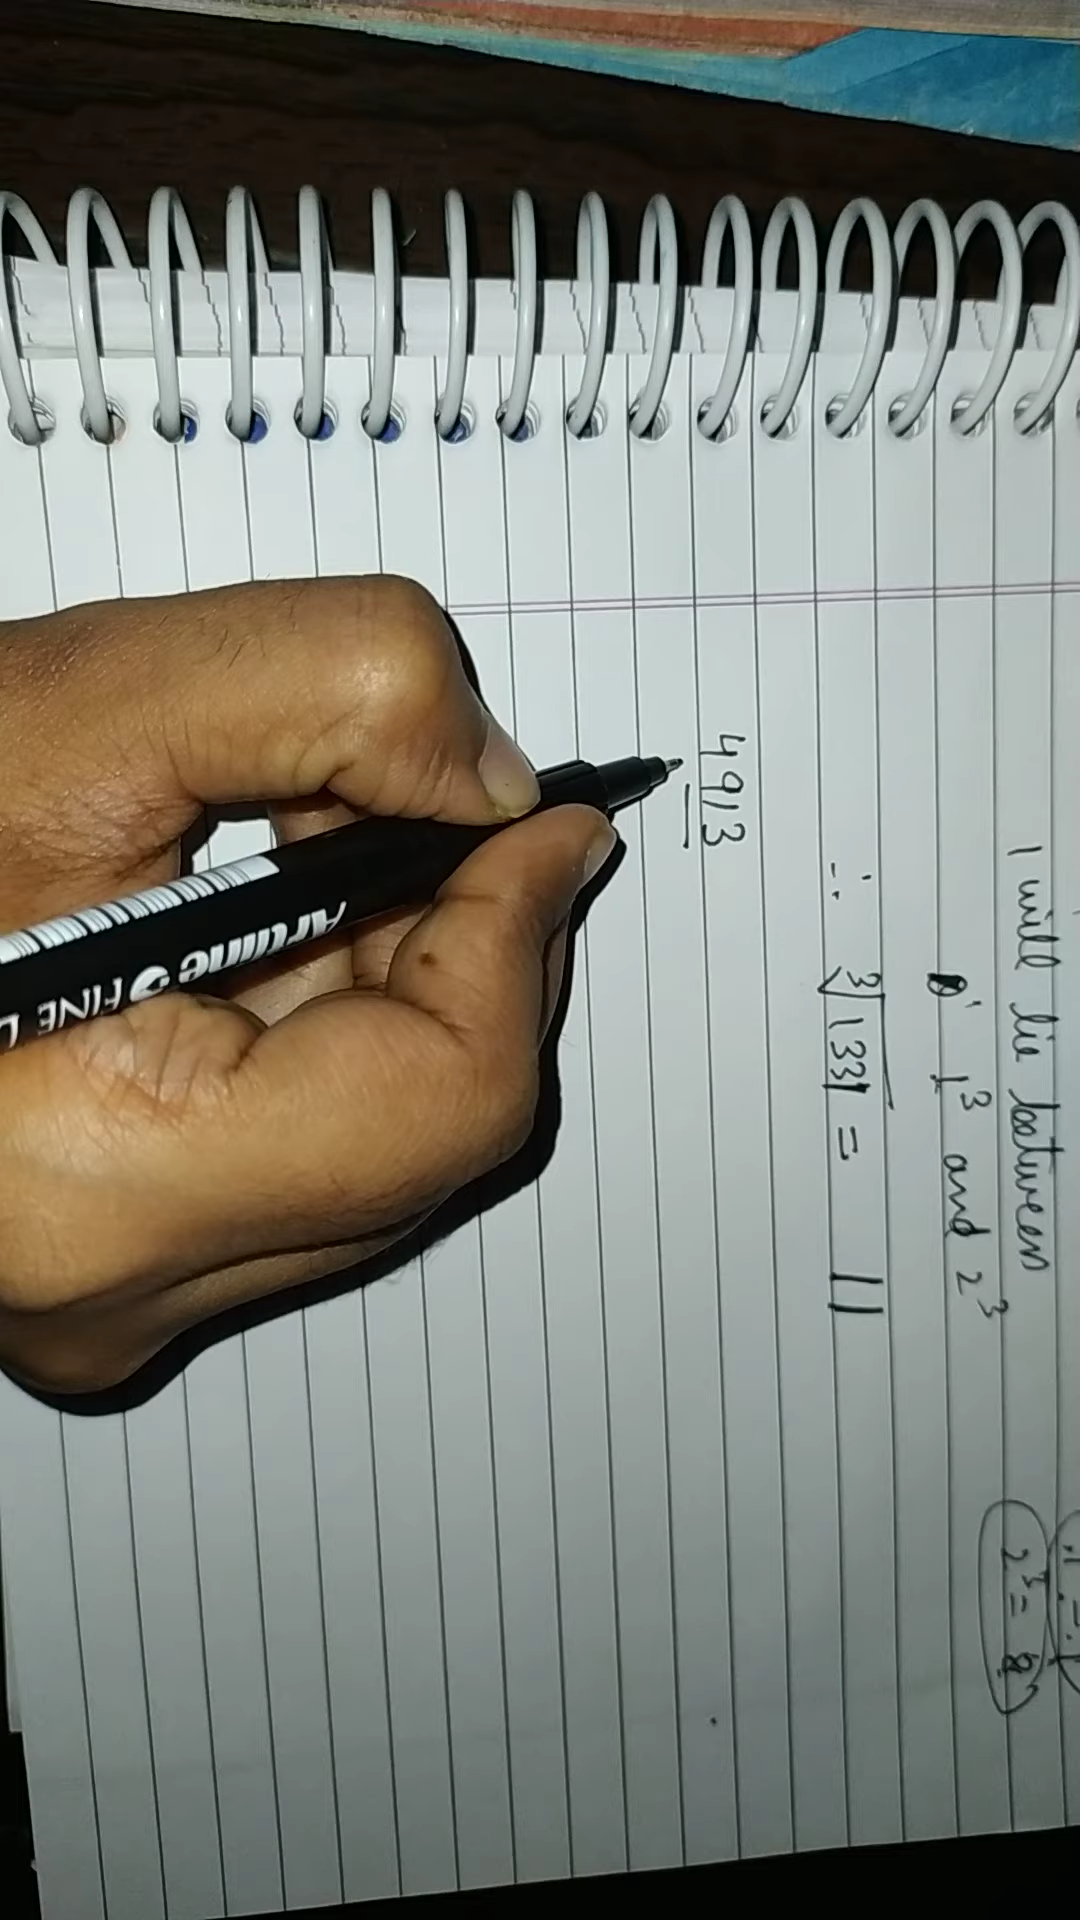 1 will lie between
1³ and 2³
2³ = 8
∴ ∛1331 = 11
4913
Artline
FINE